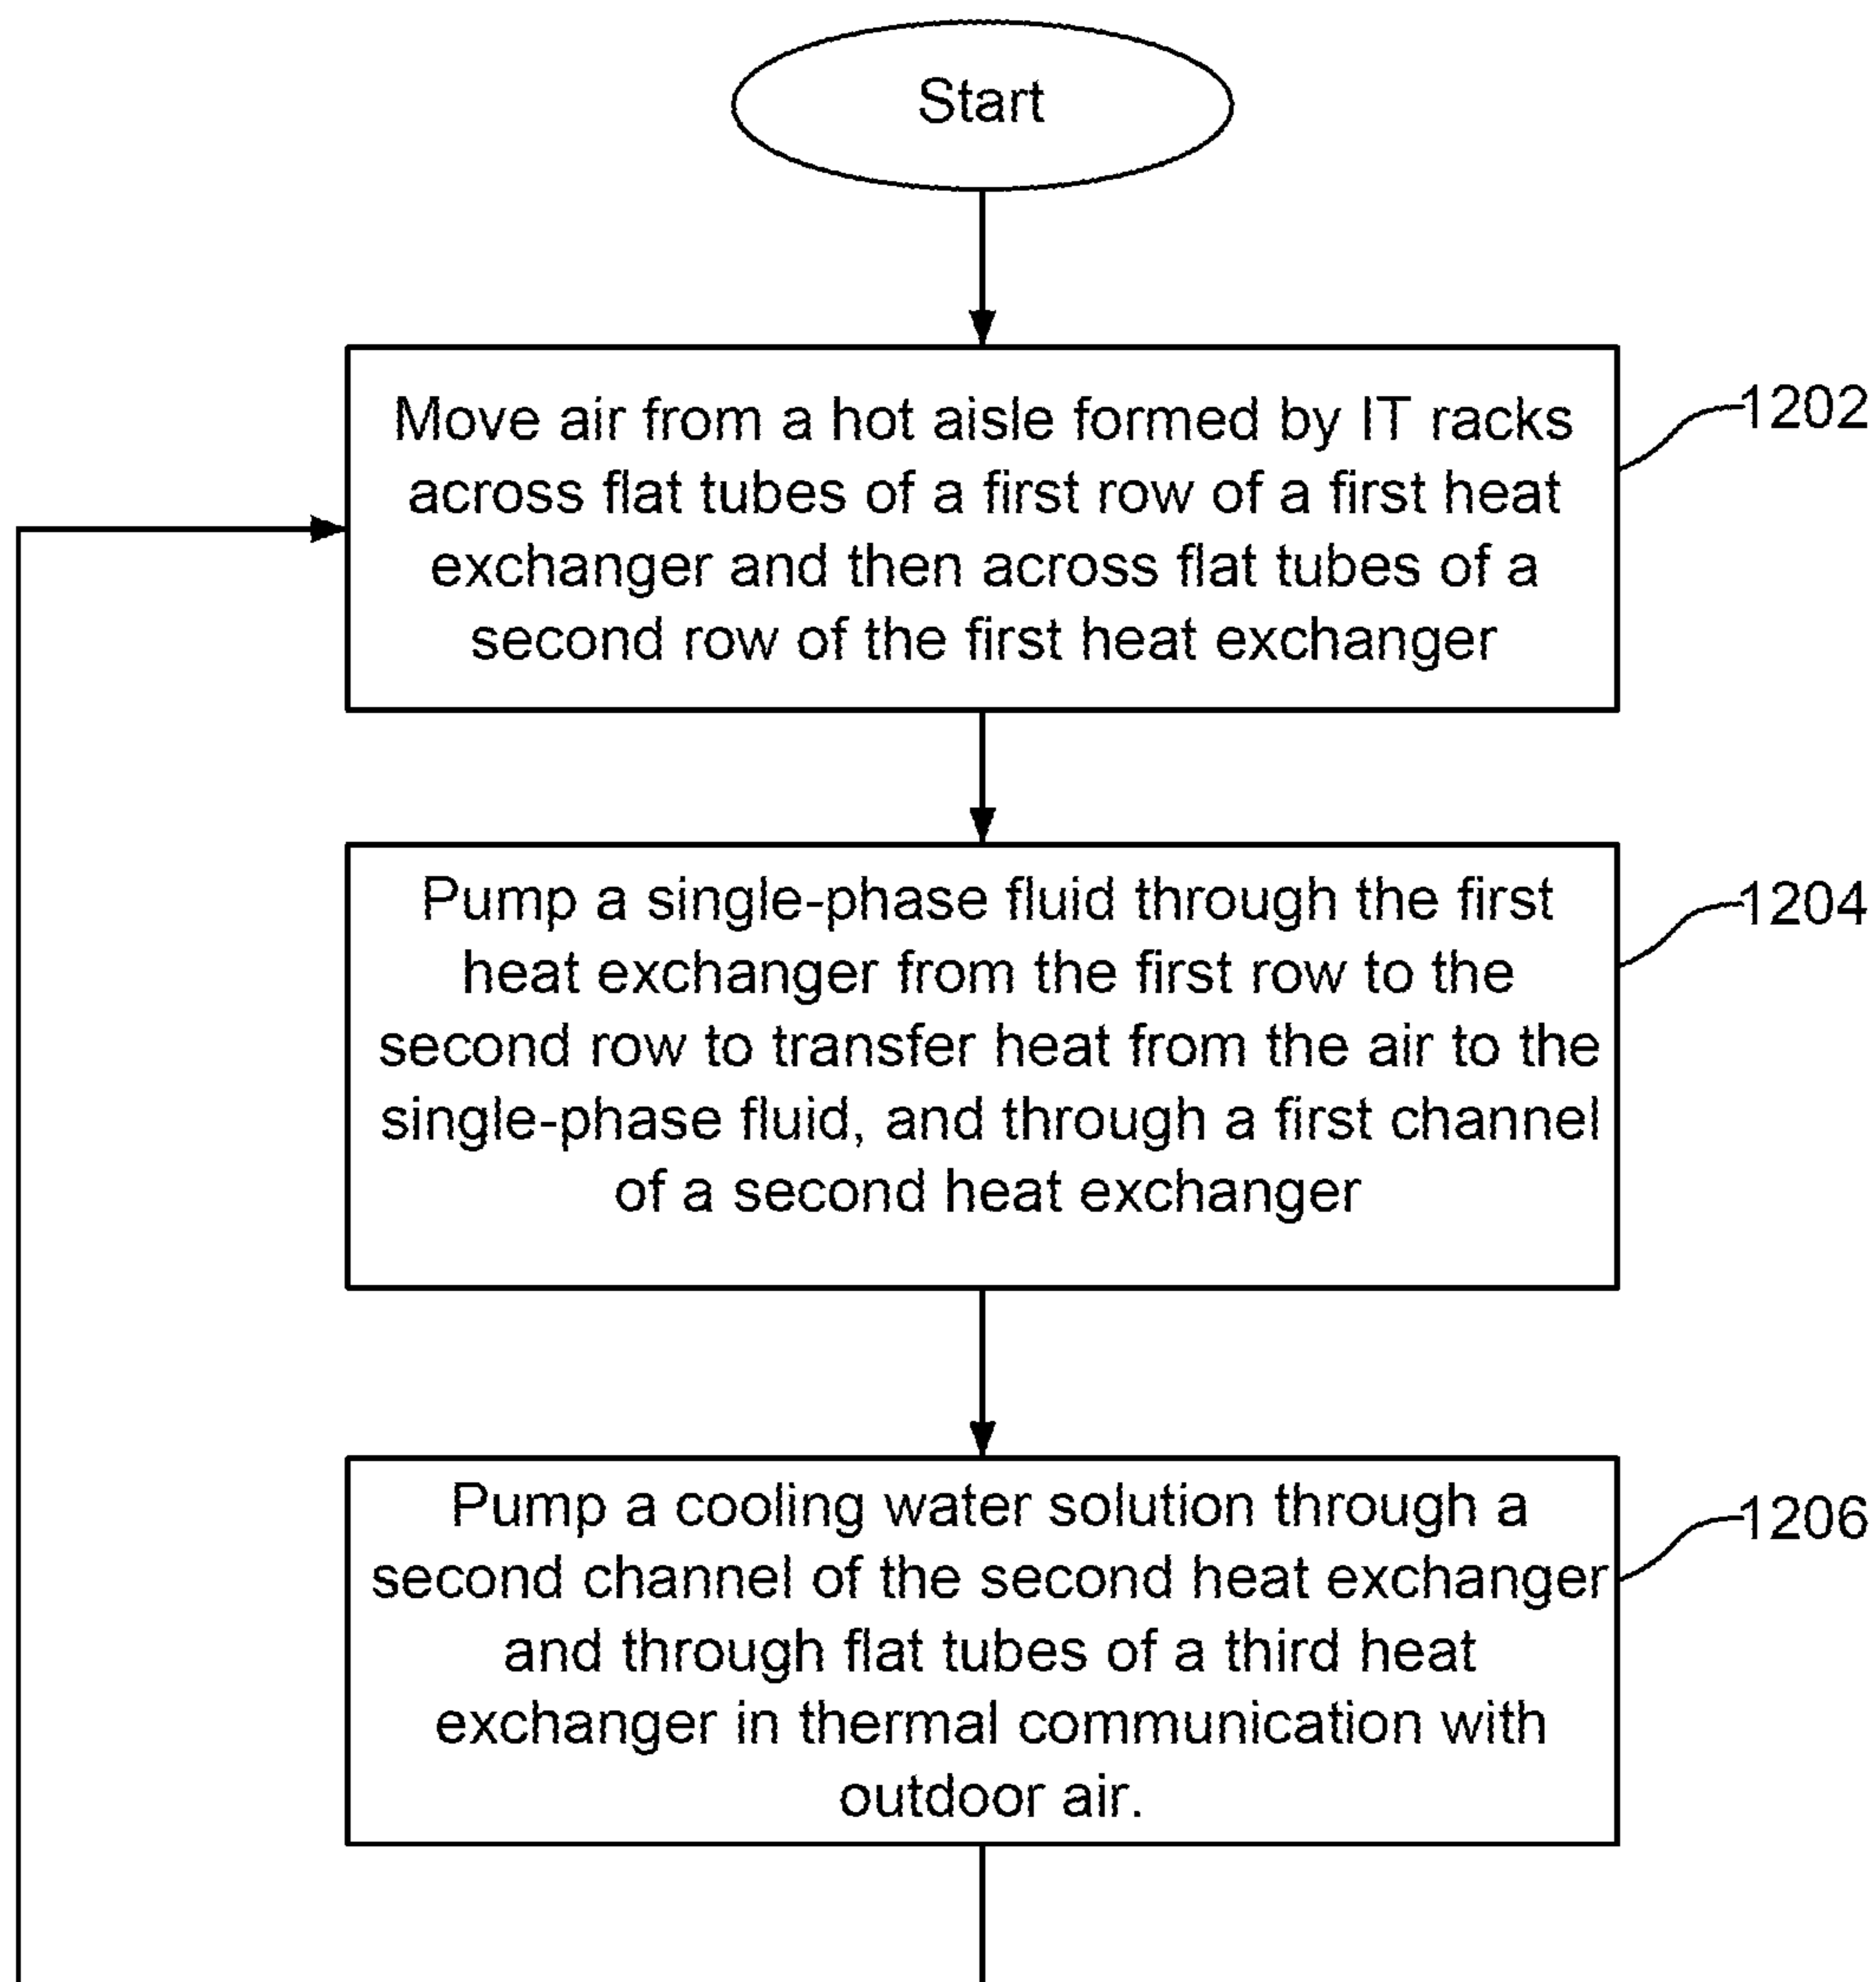 Start
Move air from a hot aisle formed by IT racks
across flat tubes of a first row of a first heat
exchanger and then across flat tubes of a
second row of the first heat exchanger
1202
Pump a single-phase fluid through the first
heat exchanger from the first row to the
second row to transfer heat from the air to the
single-phase fluid, and through a first channel
of a second heat exchanger
1204
Pump a cooling water solution through a
second channel of the second heat exchanger
and through flat tubes of a third heat
exchanger in thermal communication with
outdoor air.
1206